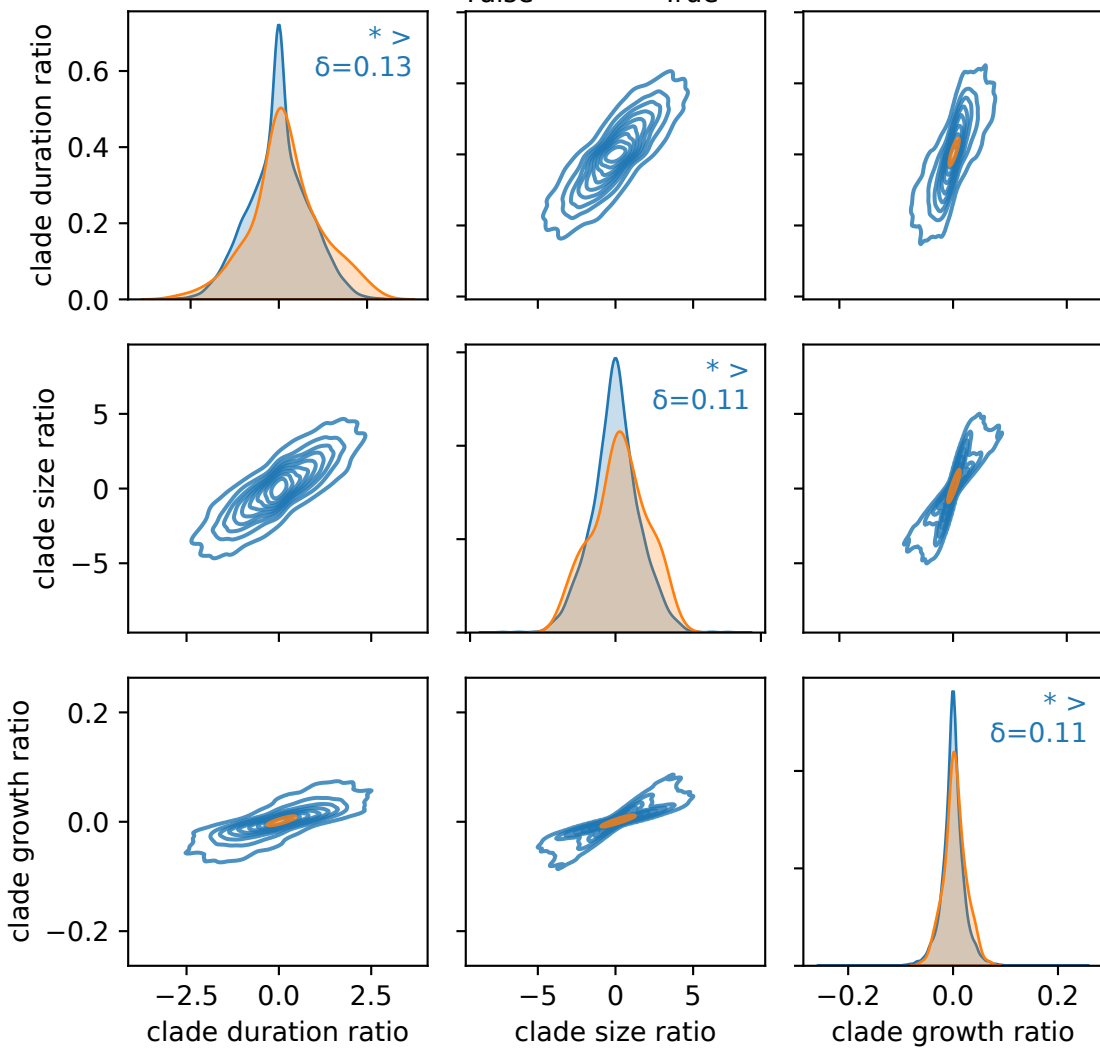 clade duration ratio
0.6
0.4
0.2
0.0
* >
δ=0.13
clade size ratio
5
0
−5
* >
δ=0.11
clade growth ratio
0.2
0.0
−0.2
* >
δ=0.11
−2.5 0.0 2.5
−5 0 5
−0.2 0.0 0.2
clade duration ratio
clade size ratio
clade growth ratio